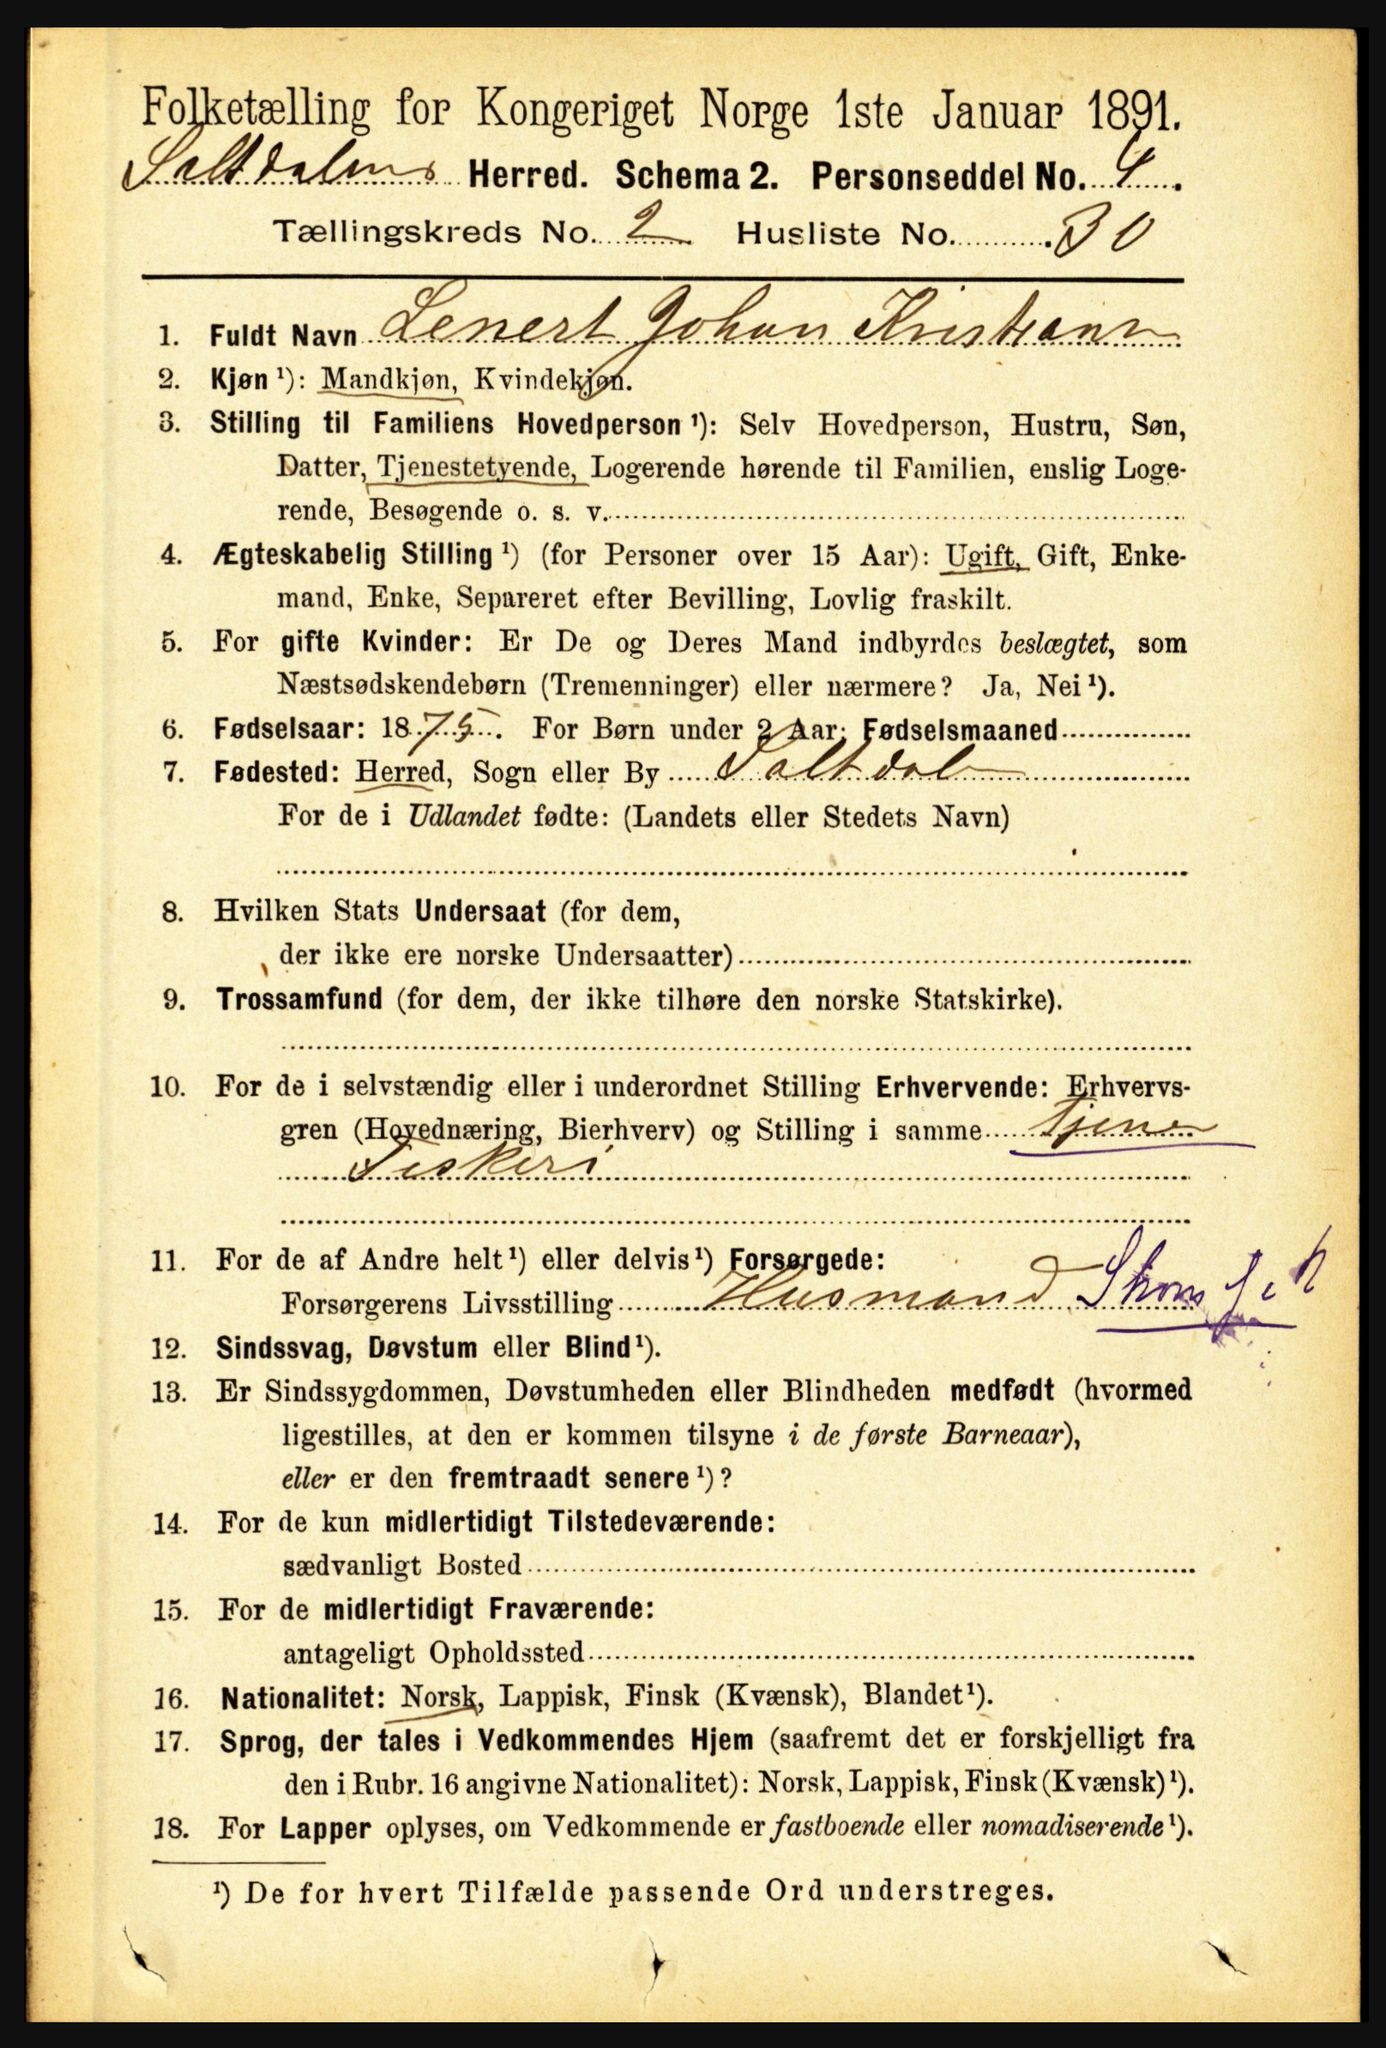 Folketælling for Kongeriget Norge 1ste Januar 1891.
Saltdalens Herred. Schema 2. Personseddel No. 4.
Tællingskreds No. 2 Husliste No. 30
1. Fuldt Navn Lenert Johan Kristian
2. Kjøn ¹): Mandkjøn, Kvindekjøn.
3. Stilling til Familiens Hovedperson ¹): Selv Hovedperson, Hustru, Søn,
Datter, Tjenestetyende, Logerende hørende til Familien, enslig Loge-
rende, Besøgende o. s. v.
4. Ægteskabelig Stilling ¹) (for Personer over 15 Aar): Ugift, Gift, Enke-
mand, Enke, Separeret efter Bevilling, Lovlig fraskilt.
5. For gifte Kvinder: Er De og Deres Mand indbyrdes beslægtet, som
Næstsødskendebørn (Tremenninger) eller nærmere? Ja, Nei ¹).
6. Fødselsaar: 1875. For Børn under 2 Aar: Fødselsmaaned
7. Fødested: Herred, Sogn eller By Saltdal
For de i Udlandet fødte: (Landets eller Stedets Navn)
8. Hvilken Stats Undersaat (for dem,
der ikke ere norske Undersaatter)
9. Trossamfund (for dem, der ikke tilhøre den norske Statskirke).
10. For de i selvstændig eller i underordnet Stilling Erhvervende: Erhvervs-
gren (Hovednæring, Bierhverv) og Stilling i samme Tjener
Fiskeri
11. For de af Andre helt ¹) eller delvis ¹) Forsørgede:
Forsørgerens Livsstilling Husmand
12. Sindssvag, Døvstum eller Blind ¹).
13. Er Sindssygdommen, Døvstumheden eller Blindheden medfødt (hvormed
ligestilles, at den er kommen tilsyne i de første Barneaar),
eller er den fremtraadt senere ¹)?
14. For de kun midlertidigt Tilstedeværende:
sædvanligt Bosted
15. For de midlertidigt Fraværende:
antageligt Opholdssted
16. Nationalitet: Norsk, Lappisk, Finsk (Kvænsk), Blandet ¹).
17. Sprog, der tales i Vedkommendes Hjem (saafremt det er forskjelligt fra
den i Rubr. 16 angivne Nationalitet): Norsk, Lappisk, Finsk (Kvænsk) ¹).
18. For Lapper oplyses, om Vedkommende er fastboende eller nomadiserende ¹).
¹) De for hvert Tilfælde passende Ord understreges.